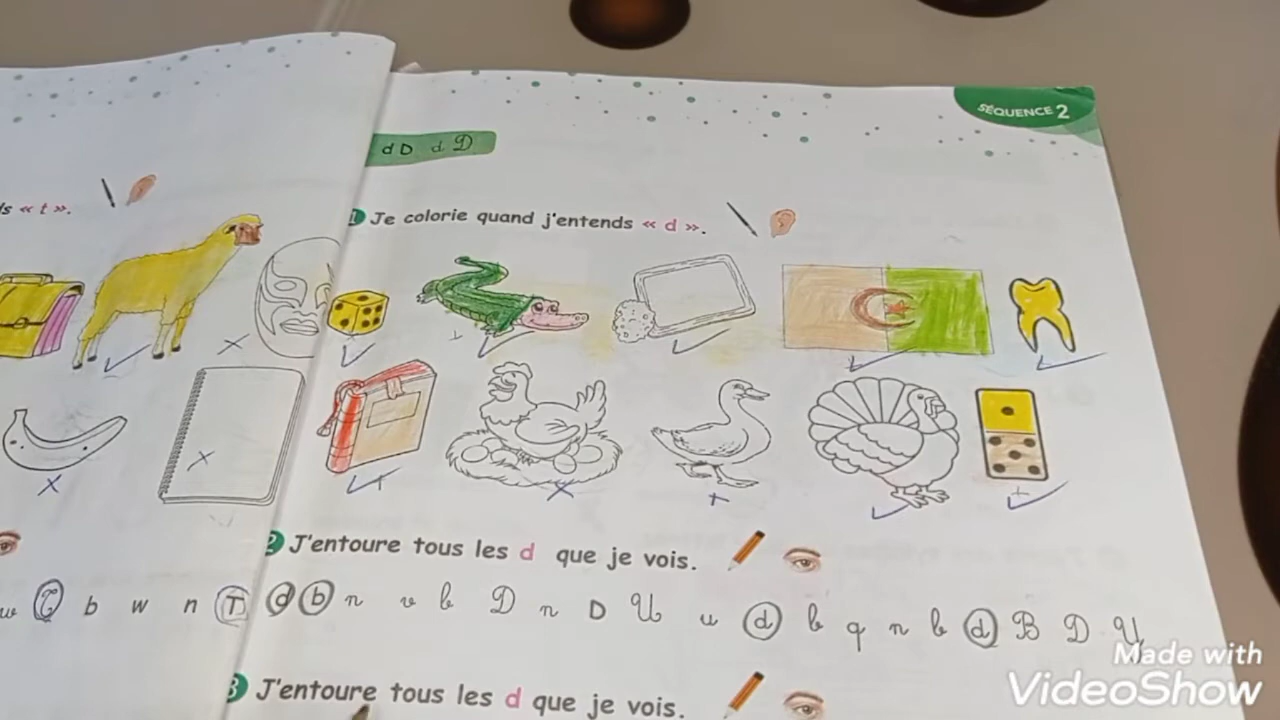 SÉQUENCE 2
d D d D
ds « t ».
1 Je colorie quand j'entends « d ».
2 J'entoure tous les d que je vois.
w T b w n T
d b n v b D n D U u d b q n b d B D U
3 J'entoure tous les d que je vois.
Made with
VideoShow